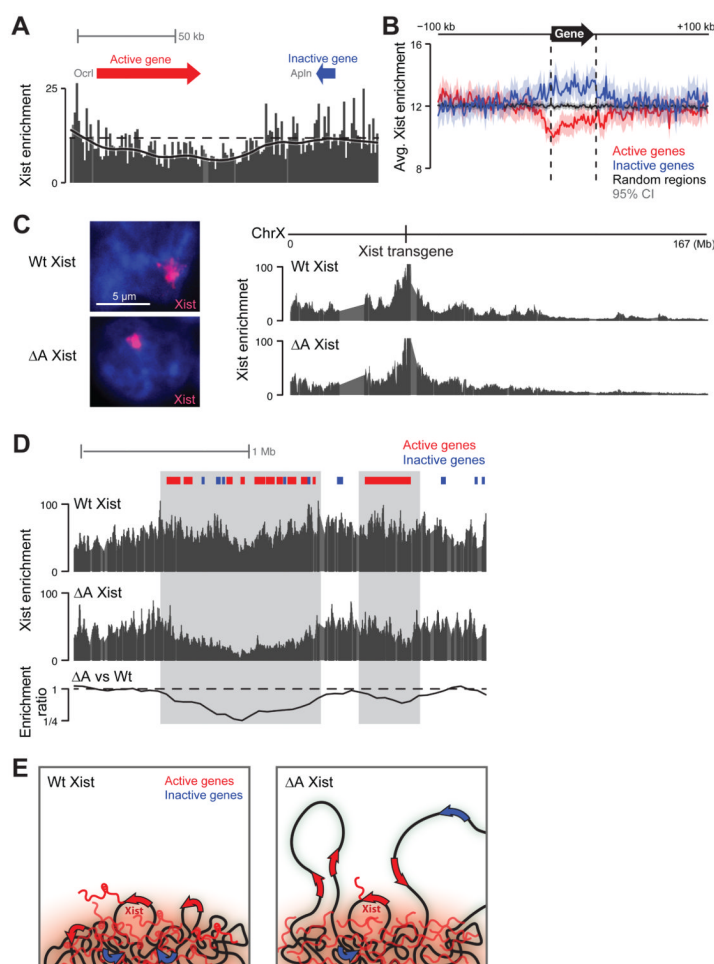 A
50 kb
Active gene
Inactive gene
Ocrl
Apln
25
0
Xist enrichment
B
−100 kb
Gene
+100 kb
16
12
8
Avg. Xist enrichment
Active genes
Inactive genes
Random regions
95% CI
C
Wt Xist
5 μm
Xist
ΔA Xist
Xist
ChrX
0
Xist transgene
167 (Mb)
Wt Xist
100
0
Xist enrichmnet
ΔA Xist
100
0
D
1 Mb
Active genes
Inactive genes
Wt Xist
100
0
Xist enrichment
ΔA Xist
100
0
Xist enrichment
ΔA vs Wt
1
1/4
Enrichment
ratio
E
Wt Xist
Active genes
Inactive genes
Xist
ΔA Xist
Xist